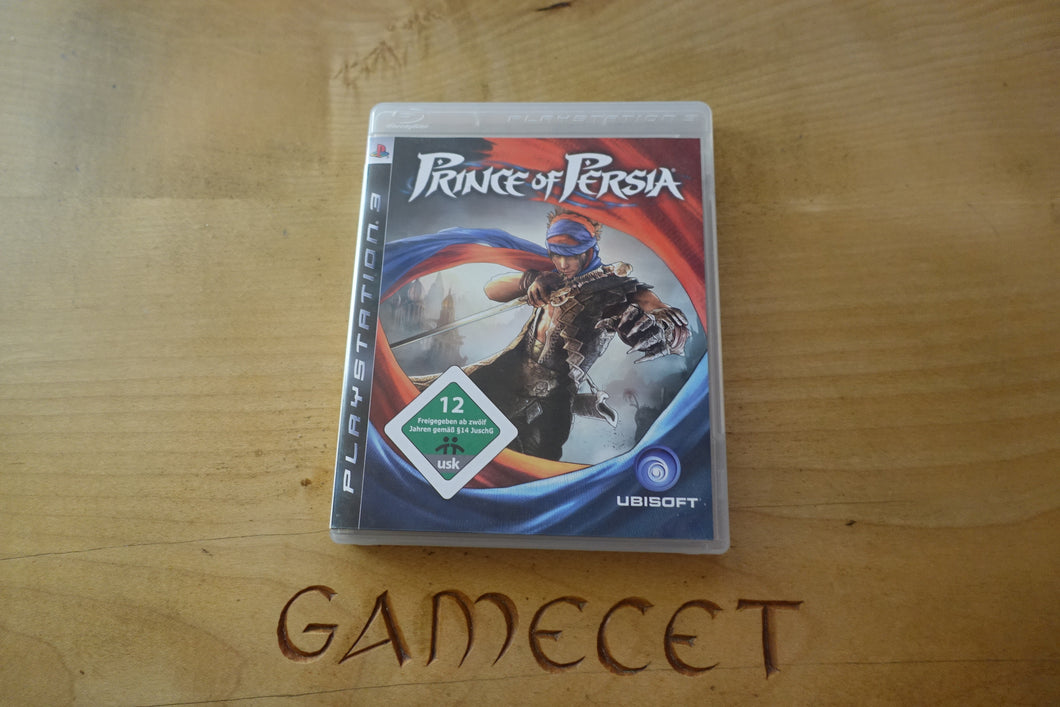 PLAYSTATION 3
PLAYSTATION 3
PRINCE OF PERSIA
12
Freigegeben ab zwölf
Jahren gemäß §14 JuSchG
usk
UBISOFT
GAMECET